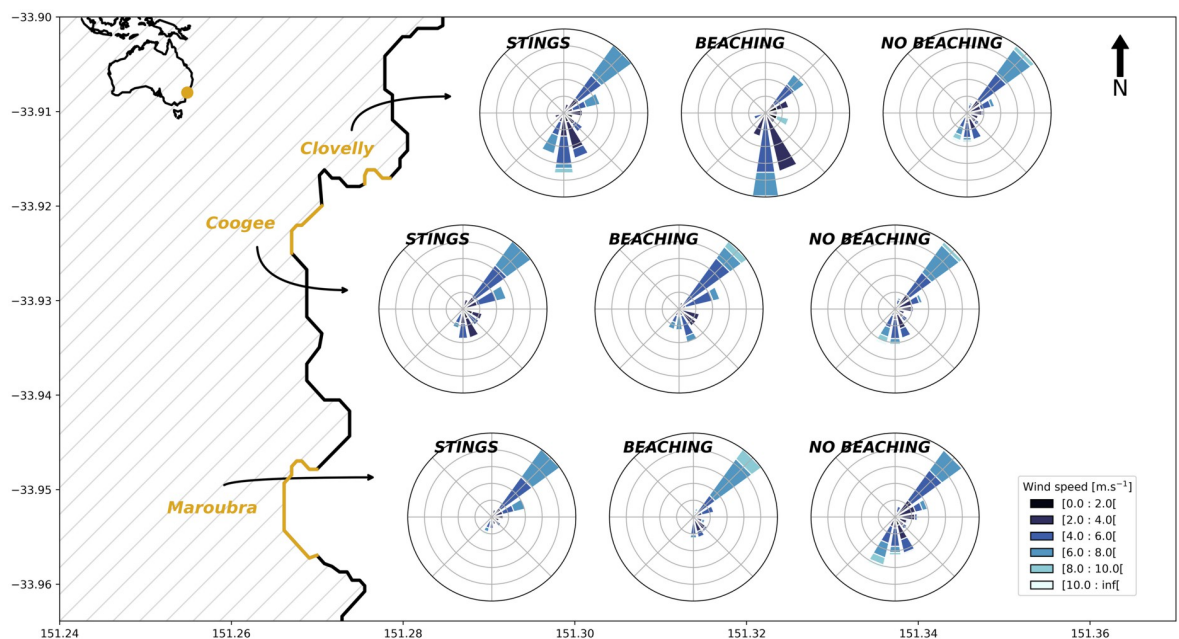 −33.90
−33.91
−33.92
−33.93
−33.94
−33.95
−33.96
STINGS BEACHING NO BEACHING
N
Clovelly
Coogee
STINGS BEACHING NO BEACHING
Maroubra
STINGS BEACHING NO BEACHING
Wind speed [m.s⁻¹]
[0.0 : 2.0[
[2.0 : 4.0[
[4.0 : 6.0[
[6.0 : 8.0[
[8.0 : 10.0[
[10.0 : inf[
151.24 151.26 151.28 151.30 151.32 151.34 151.36